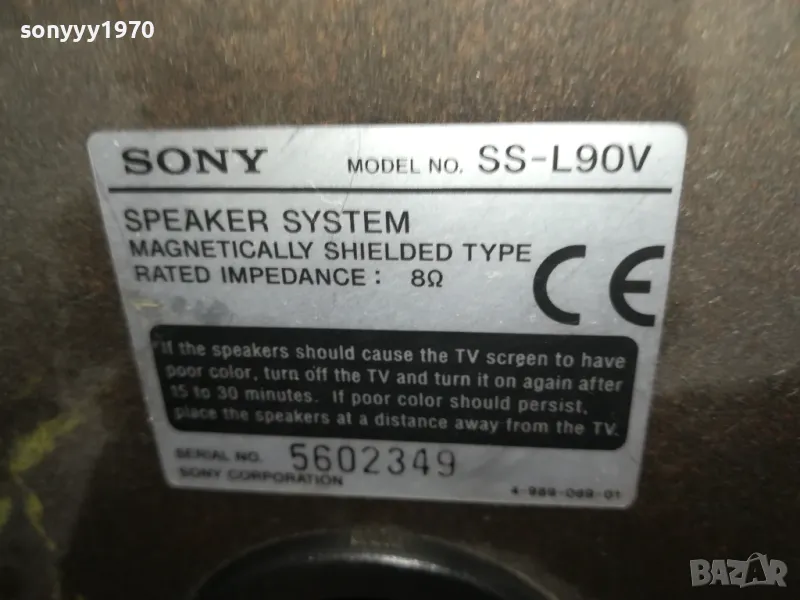 sonyyy1970
SONY MODEL NO. SS-L90V
SPEAKER SYSTEM
MAGNETICALLY SHIELDED TYPE
RATED IMPEDANCE : 8Ω
CE
If the speakers should cause the TV screen to have
poor color, turn off the TV and turn it on again after
15 to 30 minutes. If poor color should persist,
place the speakers at a distance away from the TV.
SERIAL NO. 5602349
SONY CORPORATION
4-959-069-01
BAZAR